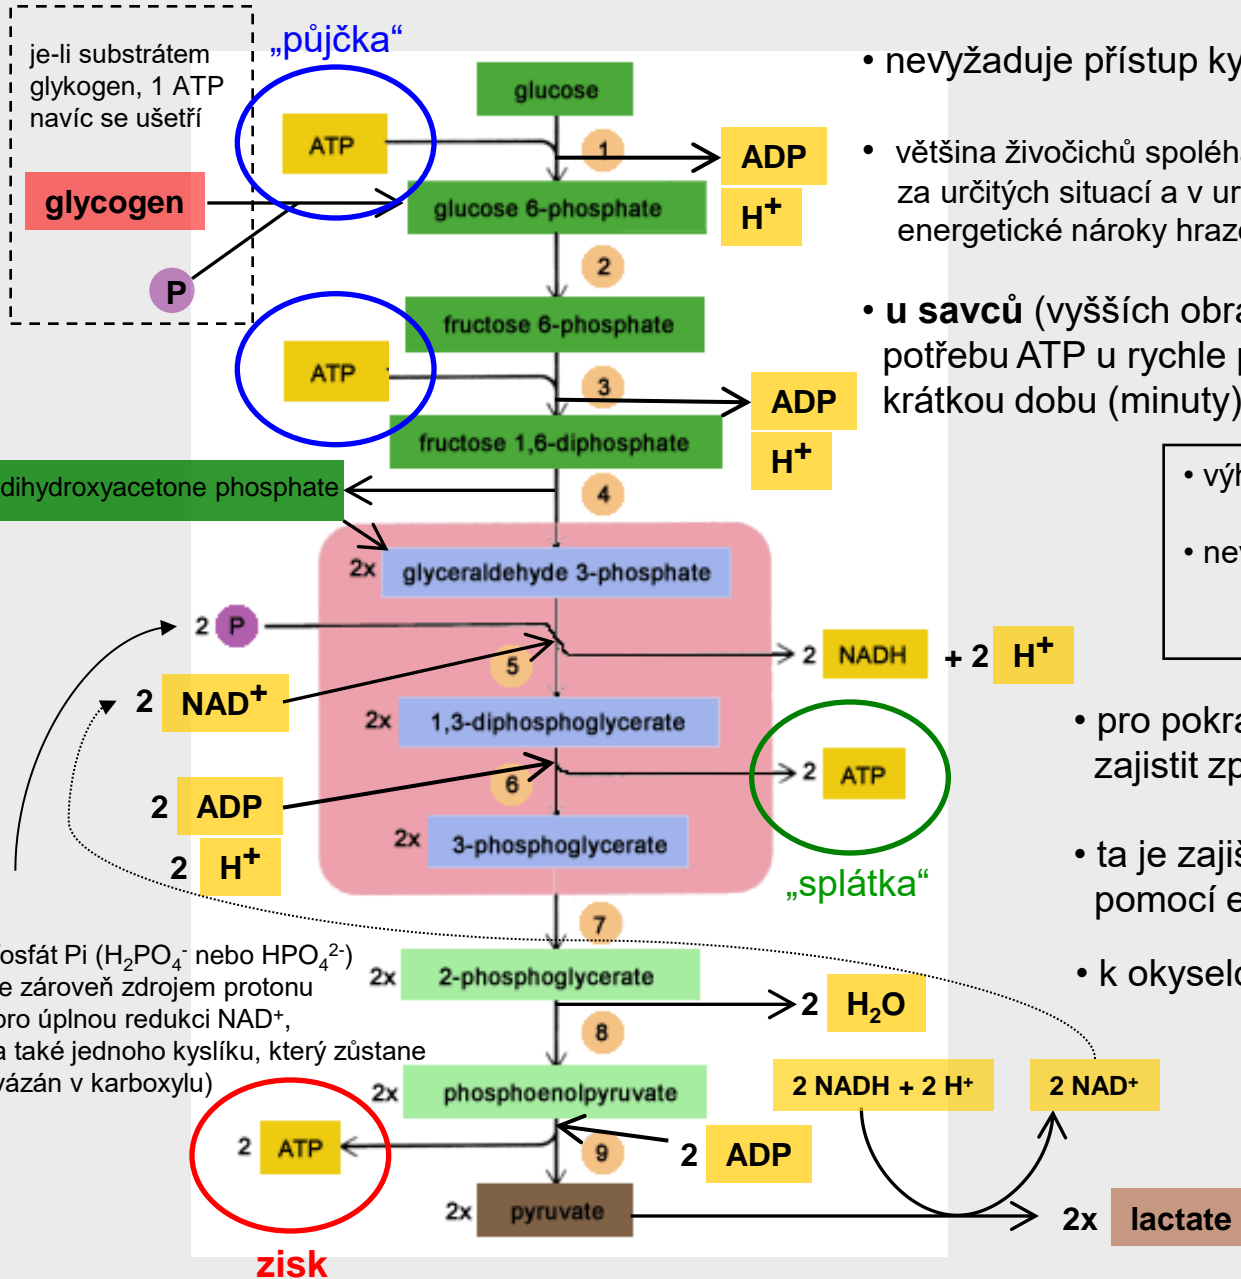 je-li substrátem
glykogen, 1 ATP
navíc se ušetří
„půjčka“
glucose
ATP
1
ADP
H+
glycogen
glucose 6-phosphate
P
2
fructose 6-phosphate
ATP
3
ADP
H+
fructose 1,6-diphosphate
dihydroxyacetone phosphate
4
2x glyceraldehyde 3-phosphate
2 P
5
2 NADH + 2 H+
2 NAD+
2x 1,3-diphosphoglycerate
6
2 ATP
2 ADP
2 H+
2x 3-phosphoglycerate
„splátka“
7
osfát Pi (H2PO4- nebo HPO42-)
e zároveň zdrojem protonu
pro úplnou redukci NAD+,
a také jednoho kyslíku, který zůstane
vázán v karboxylu)
2x 2-phosphoglycerate
2 H2O
8
2x phosphoenolpyruvate
2 NADH + 2 H+
2 NAD+
2 ATP
9
2 ADP
2x pyruvate
2x lactate
zisk
• nevyžaduje přístup ky
• většina živočichů spoléh
za určitých situací a v ur
energetické nároky hraz
• u savců (vyšších obra
potřebu ATP u rychle p
krátkou dobu (minuty)
• výh
• nev
• pro pokra
zajistit zp
• ta je zajiš
pomocí e
• k okyselo